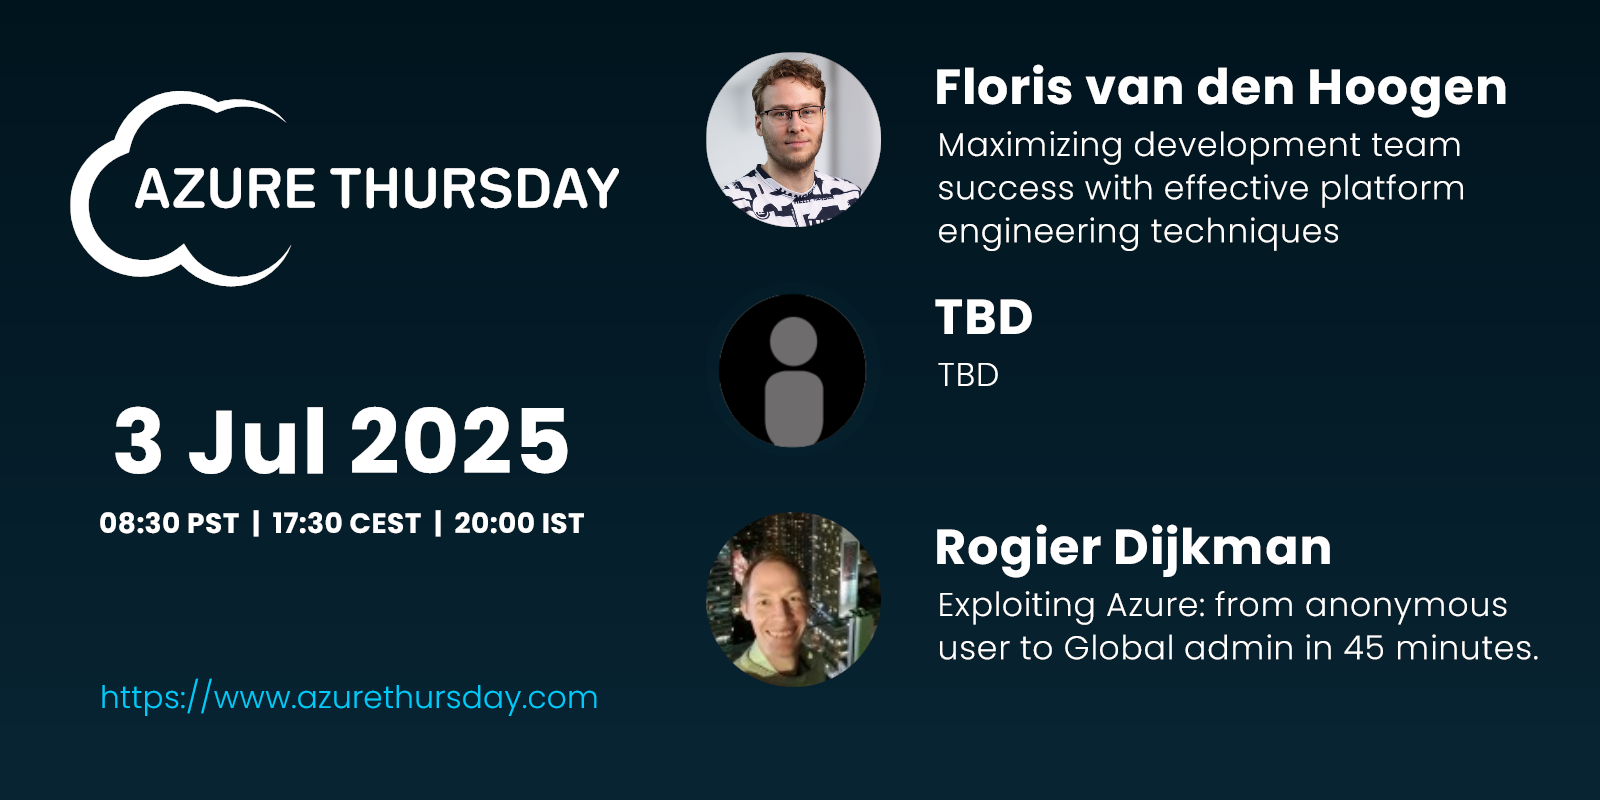 AZURE THURSDAY
3 Jul 2025
08:30 PST | 17:30 CEST | 20:00 IST
https://www.azurethursday.com
Floris van den Hoogen
Maximizing development team
success with effective platform
engineering techniques
TBD
TBD
Rogier Dijkman
Exploiting Azure: from anonymous
user to Global admin in 45 minutes.